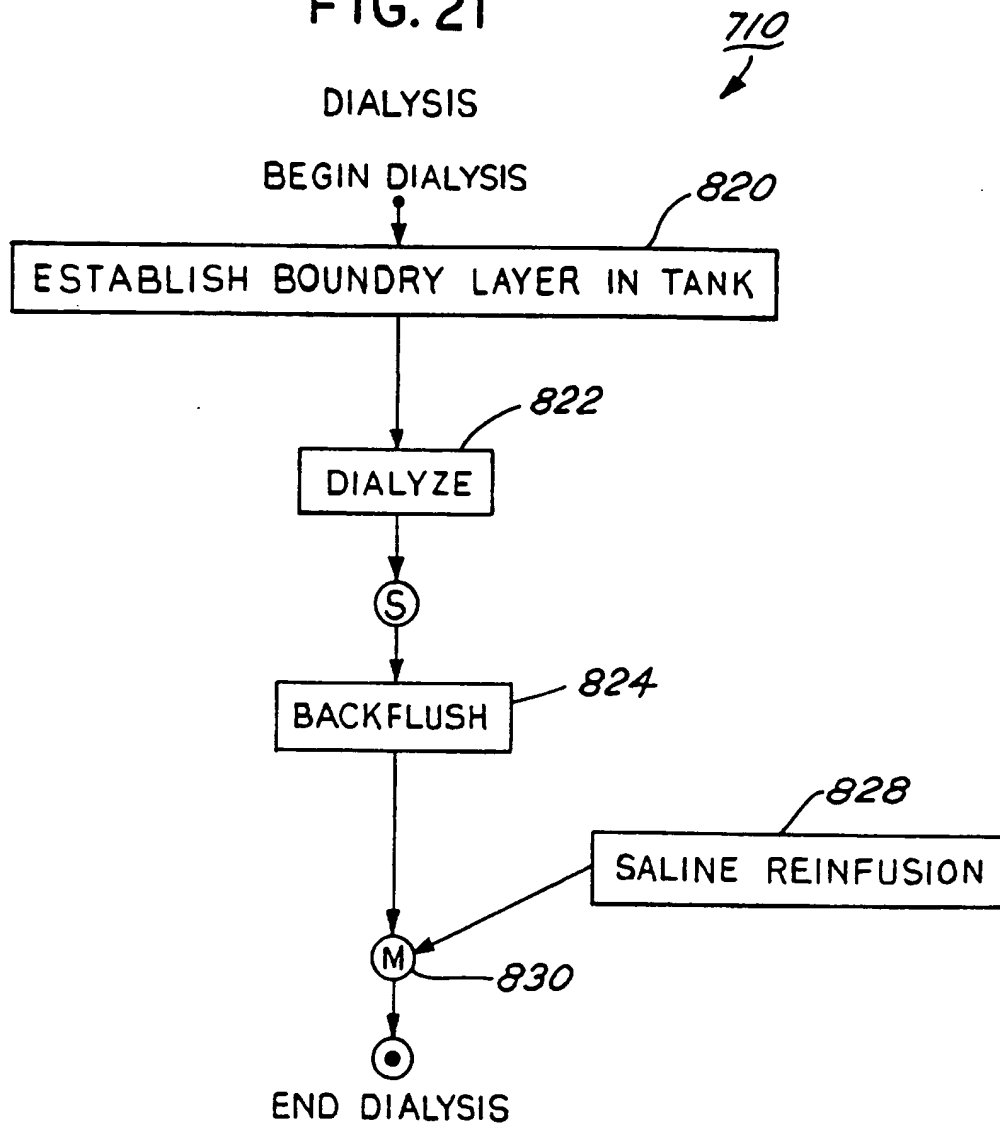 FIG. 21
710
DIALYSIS
BEGIN DIALYSIS
820
ESTABLISH BOUNDRY LAYER IN TANK
822
DIALYZE
S
824
BACKFLUSH
828
SALINE REINFUSION
M
830
END DIALYSIS